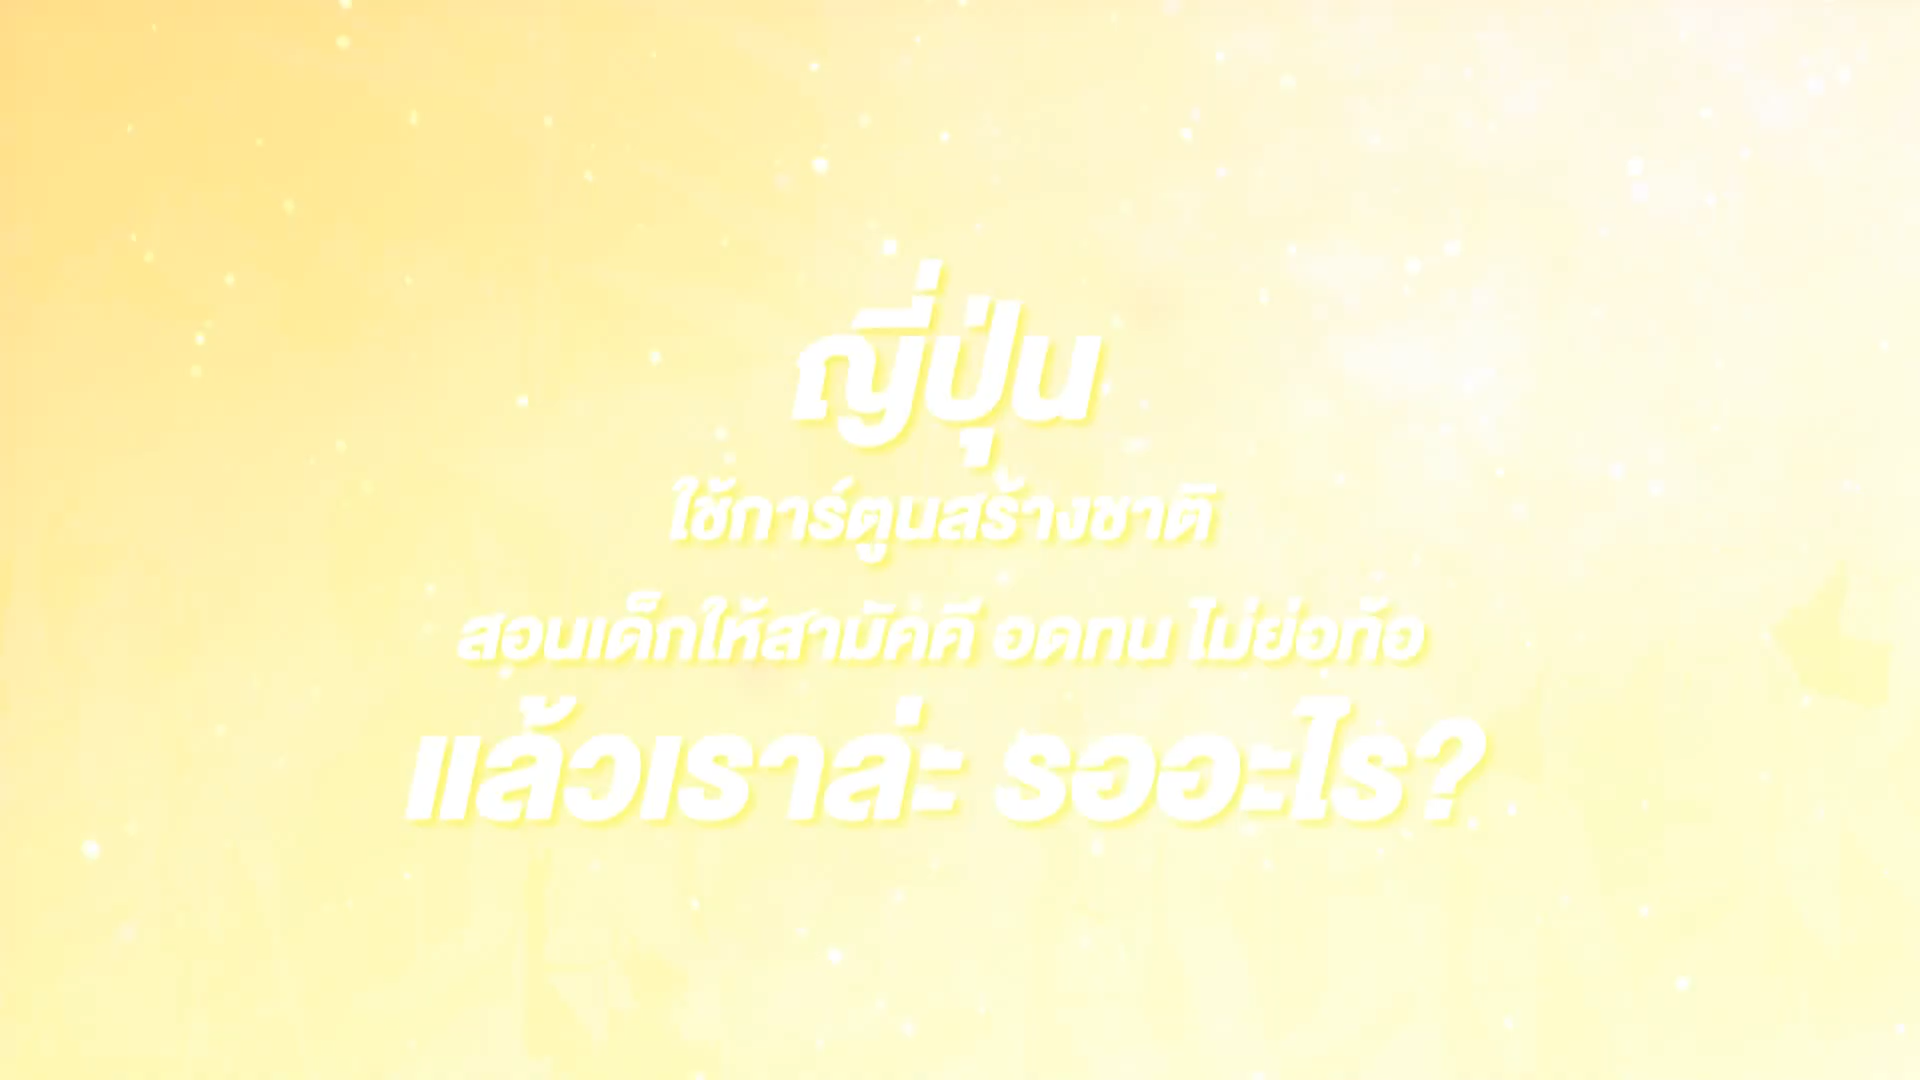 ญี่ปุ่น
ใช้การ์ตูนสร้างชาติ
สอนเด็กให้สามัคคี อดทน ไม่ย่อท้อ
แล้วเราล่ะ รออะไร?